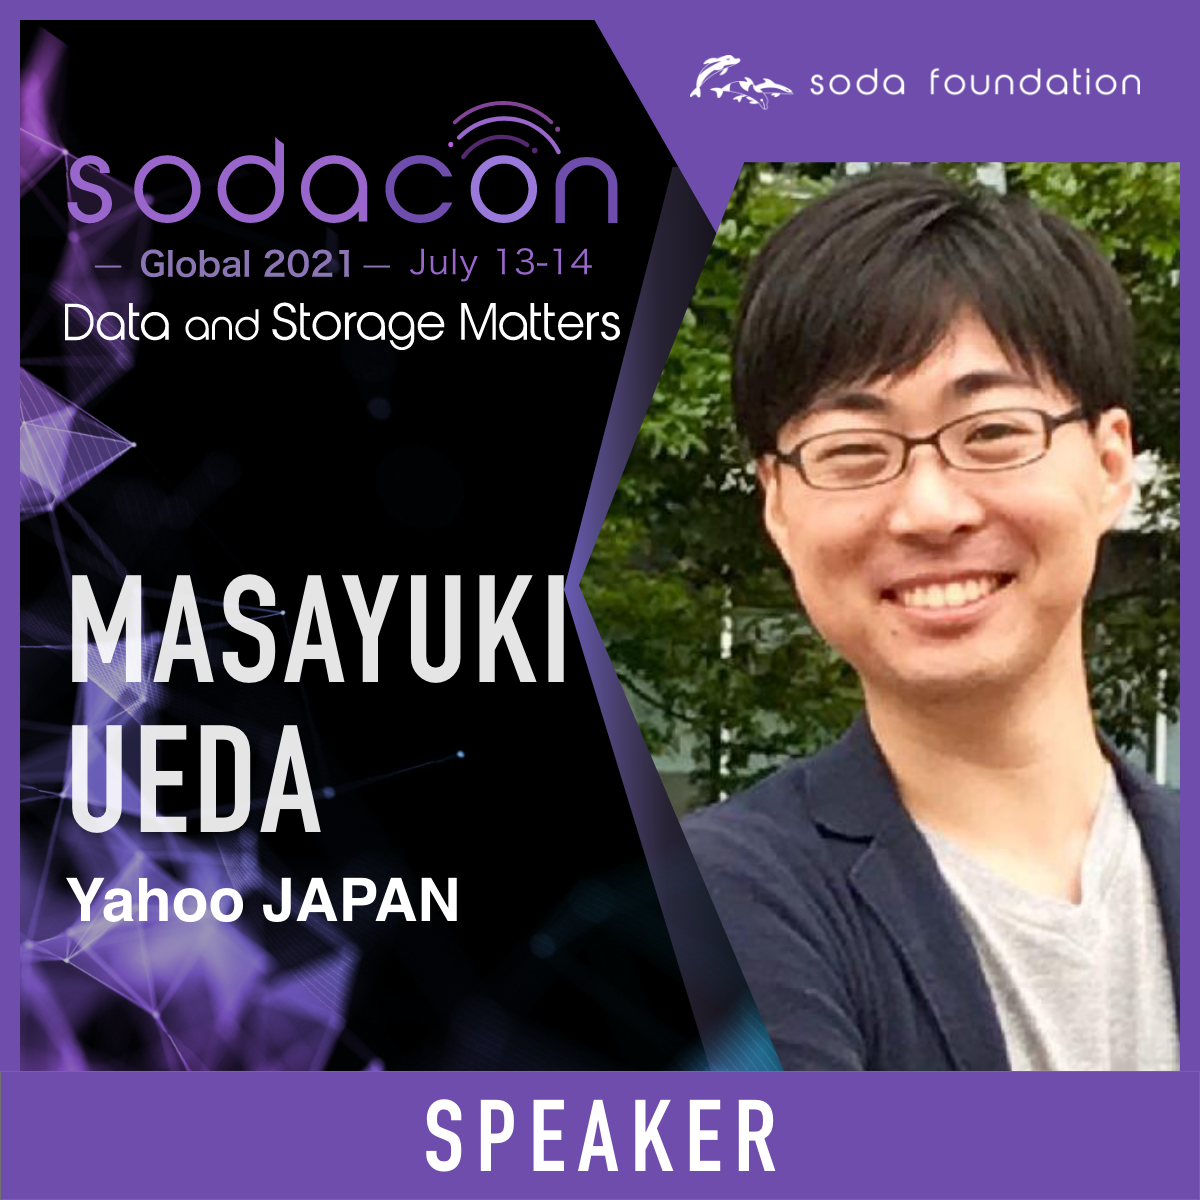 soda foundation
sodacon
— Global 2021 — July 13-14
Data and Storage Matters
MASAYUKI
UEDA
Yahoo JAPAN
SPEAKER